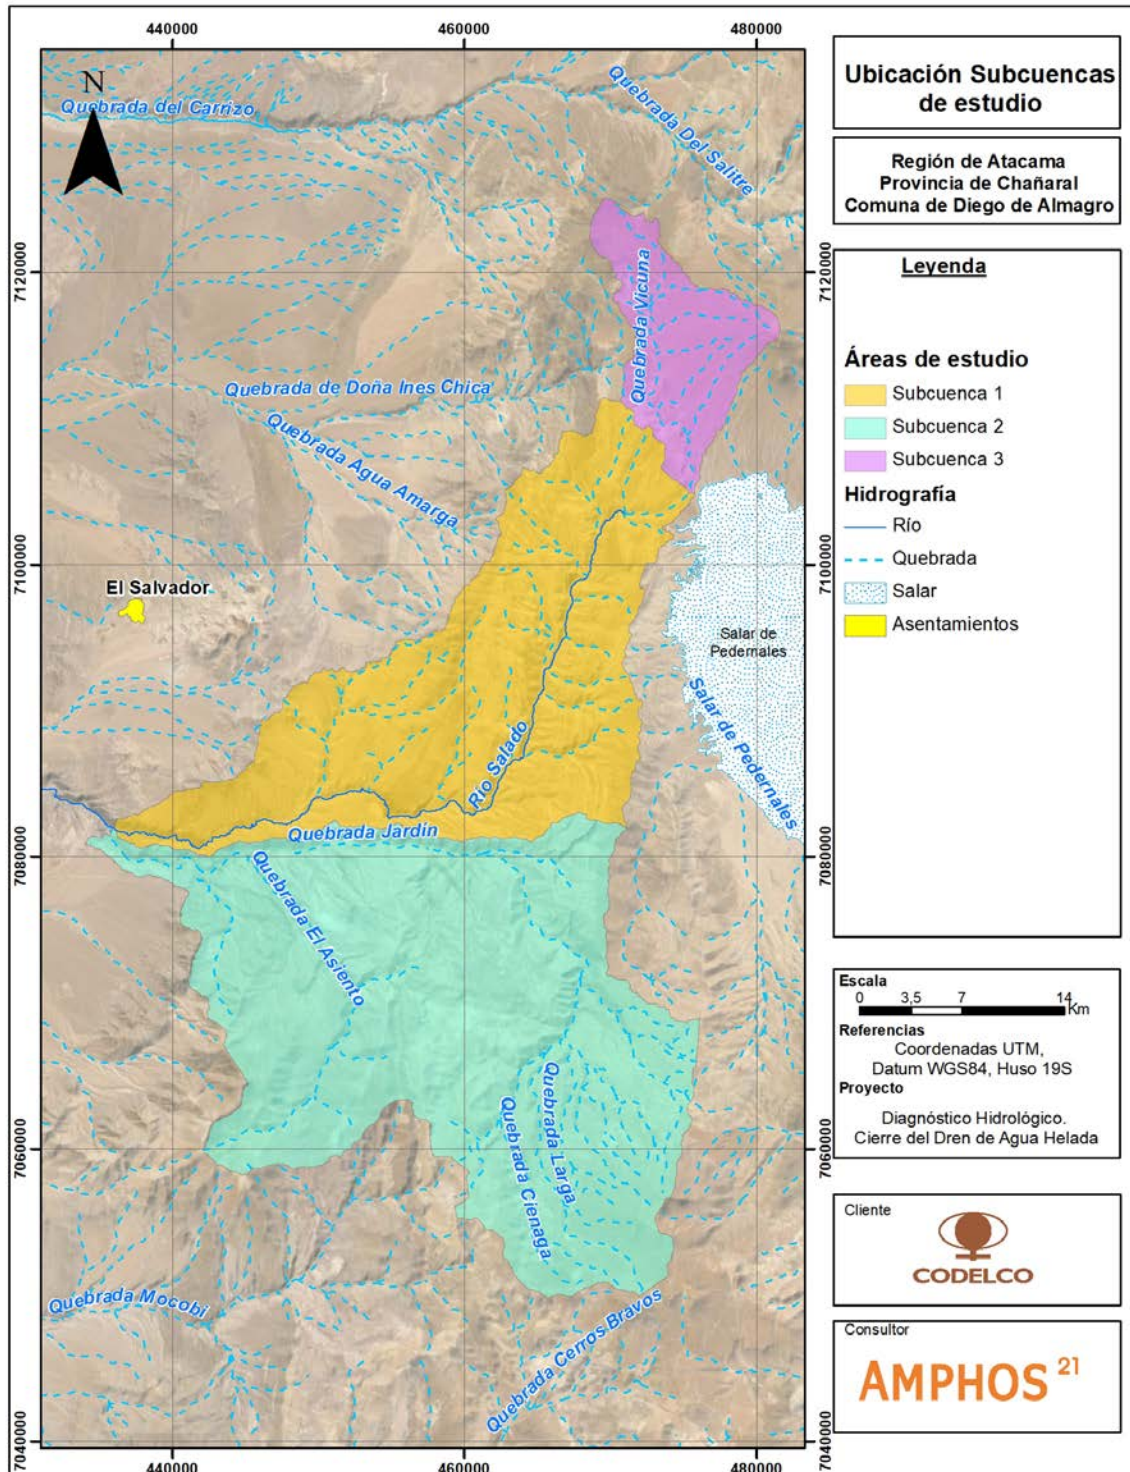 440000
460000
480000
N
Quebrada del Carrizo
Quebrada Del Salitre
7120000
7120000
Quebrada Vicuna
Quebrada de Doña Ines Chica
Quebrada Agua Amarga
7100000
7100000
El Salvador
Salar de
Pedernales
Salar de Pedernales
Río Salado
Quebrada Jardín
7080000
7080000
Quebrada El Asiento
Quebrada Larga
Quebrada Cienaga
7060000
7060000
Quebrada Mocobi
Quebrada Cerros Bravos
7040000
7040000
440000
460000
480000
Ubicación Subcuencas
de estudio
Región de Atacama
Provincia de Chañaral
Comuna de Diego de Almagro
Leyenda
Áreas de estudio
Subcuenca 1
Subcuenca 2
Subcuenca 3
Hidrografía
Río
Quebrada
Salar
Asentamientos
Escala
0 3,5 7 14
Km
Referencias
Coordenadas UTM,
Datum WGS84, Huso 19S
Proyecto
Diagnóstico Hidrológico.
Cierre del Dren de Agua Helada
Cliente
CODELCO
Consultor
AMPHOS 21